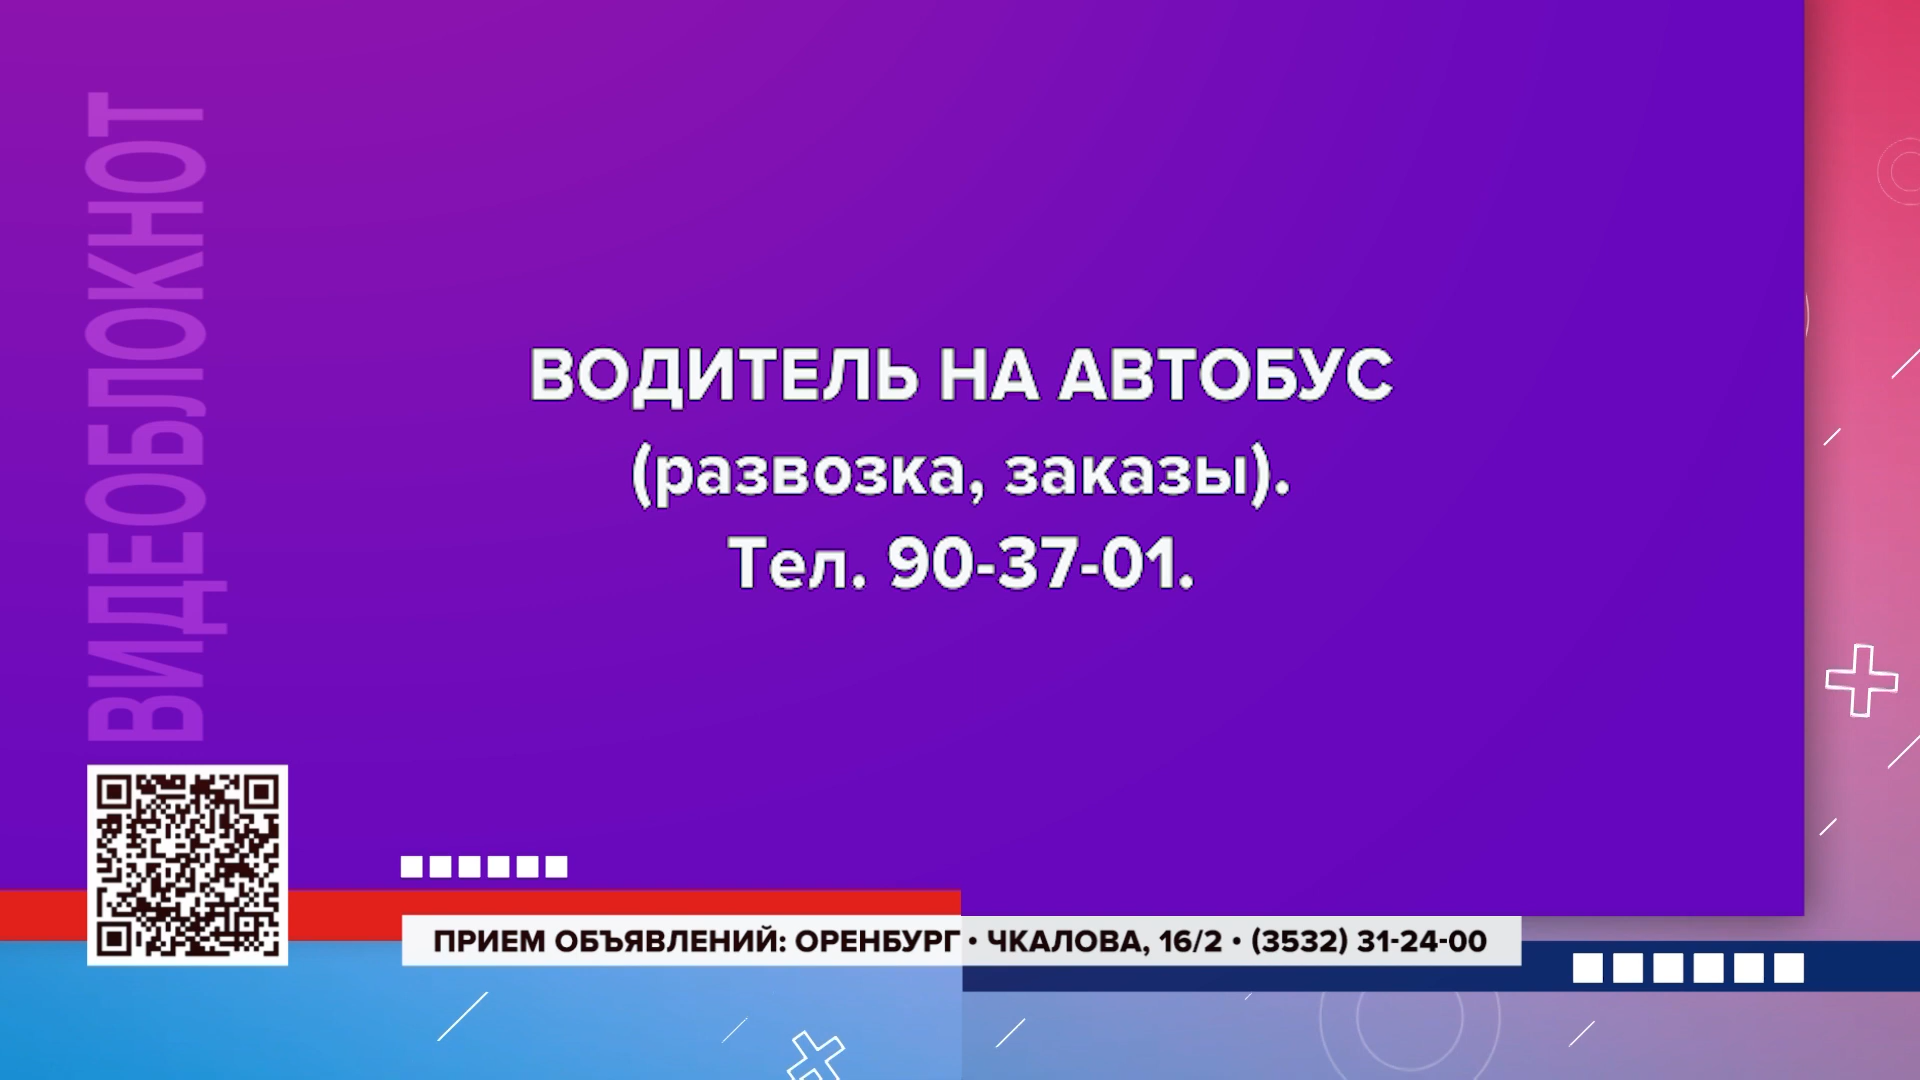 ВИДЕОБЛОКНОТ
ВОДИТЕЛЬ НА АВТОБУС
(развозка, заказы).
Тел. 90-37-01.
ПРИЕМ ОБЪЯВЛЕНИЙ: ОРЕНБУРГ • ЧКАЛОВА, 16/2 • (3532) 31-24-00